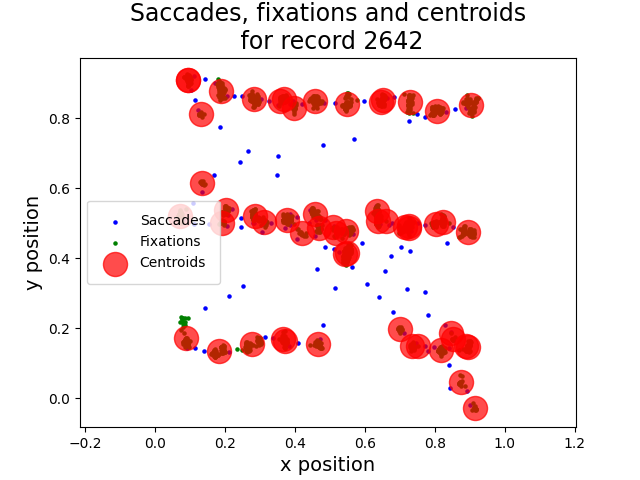 Saccades, fixations and centroids
for record 2642
y position
0.8
0.6
0.4
0.2
0.0
Saccades
Fixations
Centroids
−0.2
0.0
0.2
0.4
0.6
0.8
1.0
1.2
x position